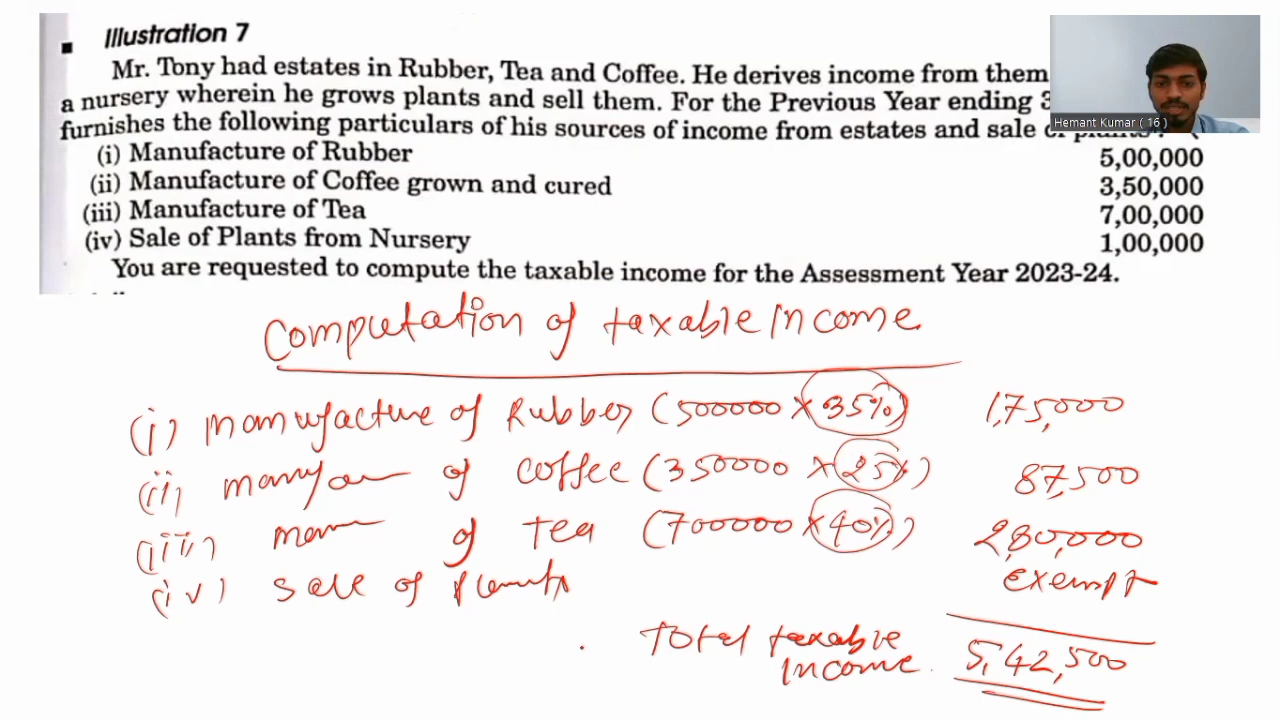 Illustration 7
Mr. Tony had estates in Rubber, Tea and Coffee. He derives income from them
a nursery wherein he grows plants and sell them. For the Previous Year ending 3
furnishes the following particulars of his sources of income from estates and sale of plants:
Hemant Kumar ( 16 )
(i) Manufacture of Rubber 5,00,000
(ii) Manufacture of Coffee grown and cured 3,50,000
(iii) Manufacture of Tea 7,00,000
(iv) Sale of Plants from Nursery 1,00,000
You are requested to compute the taxable income for the Assessment Year 2023-24.
Computation of taxable Income
(i) manufacture of Rubber (500000 × 35%) 1,75,000
(ii) of coffee (350000 × 25%) 87,500
(iii) of tea (700000 × 40%) 2,80,000
(iv) Sale of Plants Exempt
Total taxable
Income. 5,42,500